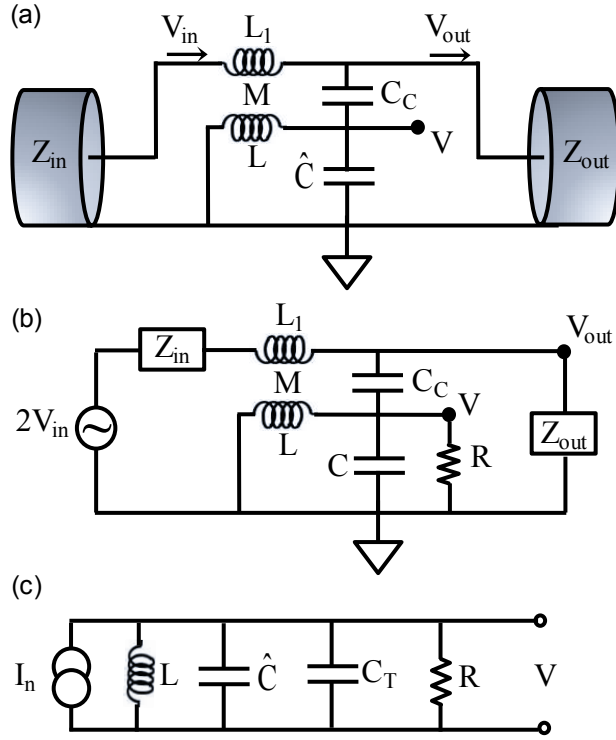 (a)
V_in L_1 V_out
M C_C
Z_in L Ĉ V Z_out
(b)
L_1 V_out
Z_in
M C_C V
2V_in L C R Z_out
(c)
I_n L Ĉ C_T R V